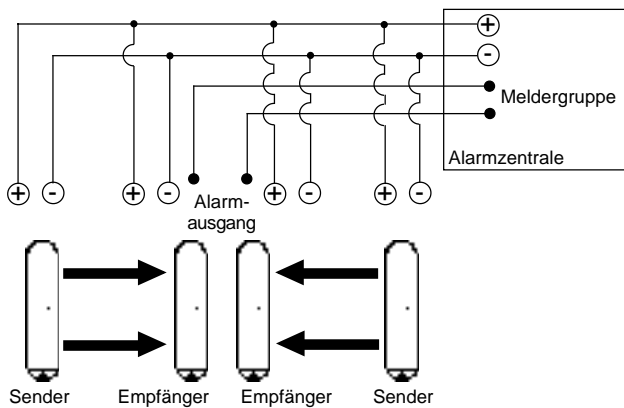 +
-
Meldergruppe
Alarmzentrale
+ - + - + - + -
Alarm-
ausgang
Sender Empfänger Empfänger Sender